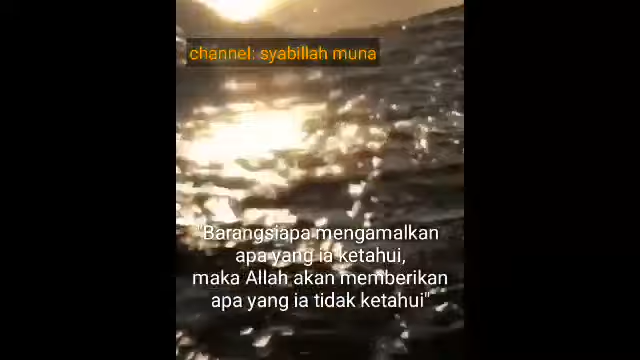 channel: syabillah muna
"Barangsiapa mengamalkan
apa yang ia ketahui,
maka Allah akan memberikan
apa yang ia tidak ketahui"